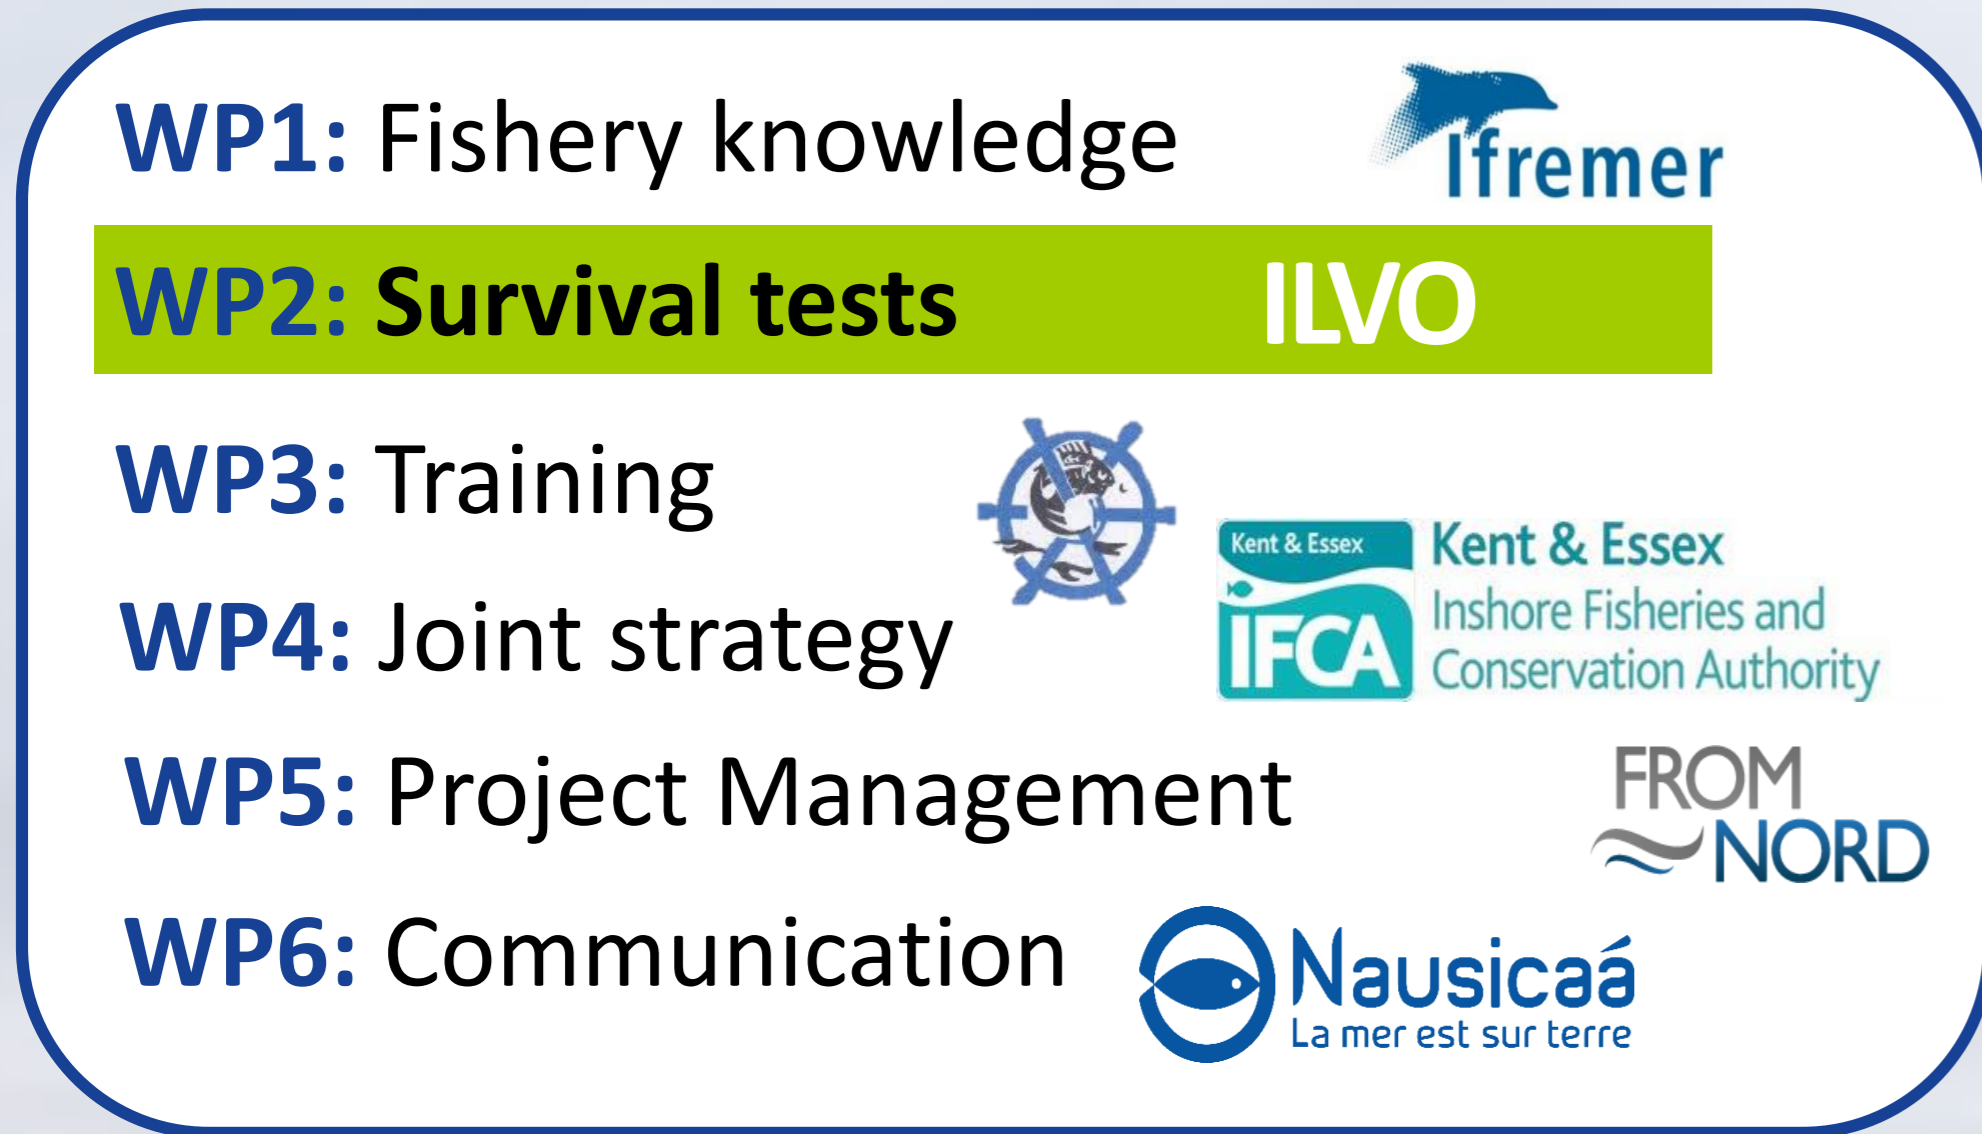 WP1: Fishery knowledge
Ifremer
WP2: Survival tests
ILVO
WP3: Training
WP4: Joint strategy
Kent & Essex
IFCA
Kent & Essex
Inshore Fisheries and
Conservation Authority
WP5: Project Management
FROM
NORD
WP6: Communication
Nausicaá
La mer est sur terre